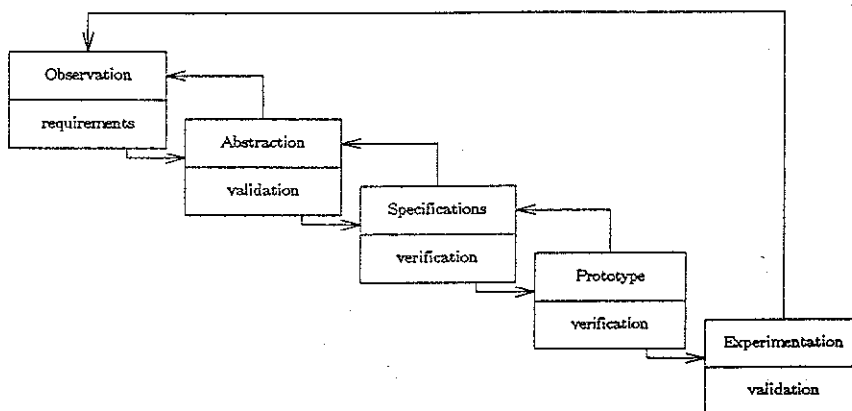 Observation
requirements
Abstraction
validation
Specifications
verification
Prototype
verification
Experimentation
validation